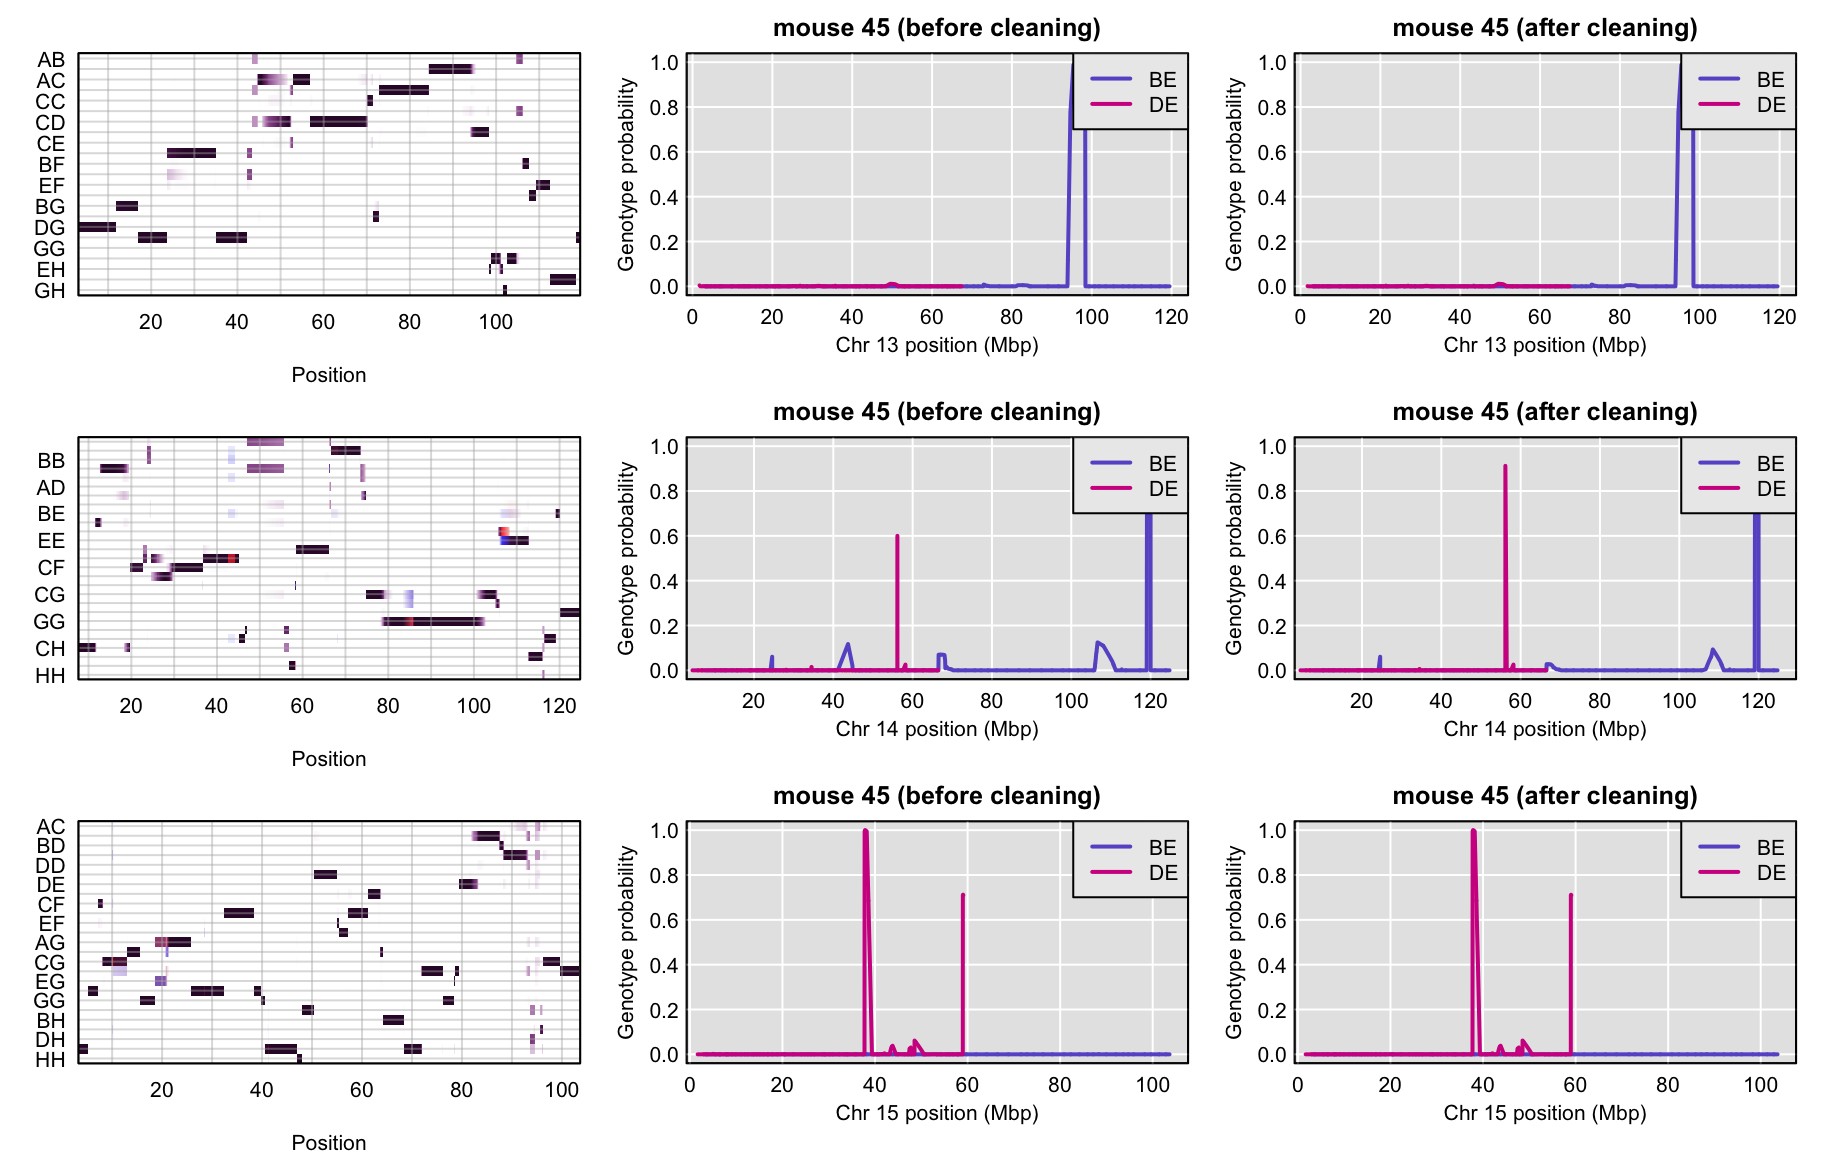 mouse 45 (before cleaning)
mouse 45 (after cleaning)
AB
AC
CC
CD
CE
BF
EF
BG
DG
GG
EH
GH
20 40 60 80 100
Position
Genotype probability
1.0
0.8
0.6
0.4
0.2
0.0
BE
DE
0 20 40 60 80 100 120
Chr 13 position (Mbp)
Genotype probability
1.0
0.8
0.6
0.4
0.2
0.0
BE
DE
0 20 40 60 80 100 120
Chr 13 position (Mbp)
mouse 45 (before cleaning)
mouse 45 (after cleaning)
BB
AD
BE
EE
CF
CG
GG
CH
HH
20 40 60 80 100 120
Position
Genotype probability
1.0
0.8
0.6
0.4
0.2
0.0
BE
DE
20 40 60 80 100 120
Chr 14 position (Mbp)
Genotype probability
1.0
0.8
0.6
0.4
0.2
0.0
BE
DE
20 40 60 80 100 120
Chr 14 position (Mbp)
mouse 45 (before cleaning)
mouse 45 (after cleaning)
AC
BD
DD
DE
CF
EF
AG
CG
EG
GG
BH
DH
HH
20 40 60 80 100
Position
Genotype probability
1.0
0.8
0.6
0.4
0.2
0.0
BE
DE
0 20 40 60 80 100
Chr 15 position (Mbp)
Genotype probability
1.0
0.8
0.6
0.4
0.2
0.0
BE
DE
0 20 40 60 80 100
Chr 15 position (Mbp)